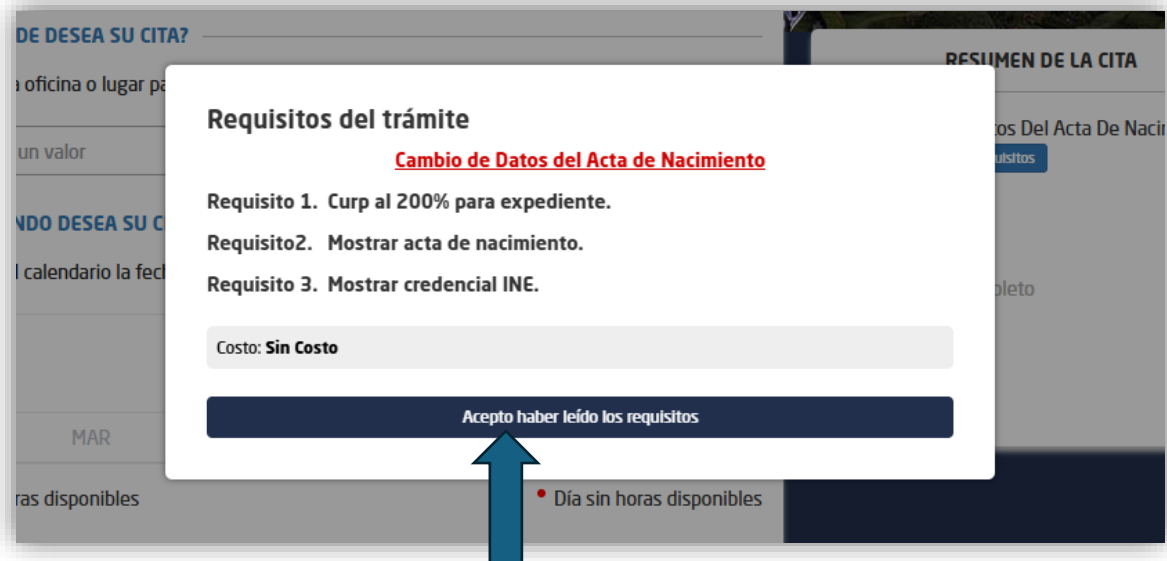 DE DESEA SU CITA?
oficina o lugar pa
un valor
NDO DESEA SU C
l calendario la fech
MAR
ras disponibles
Requisitos del trámite
Cambio de Datos del Acta de Nacimiento
Requisito 1. Curp al 200% para expediente.
Requisito2. Mostrar acta de nacimiento.
Requisito 3. Mostrar credencial INE.
Costo: Sin Costo
Acepto haber leído los requisitos
Día sin horas disponibles
RESUMEN DE LA CITA
os Del Acta De Nacir
uisitos
pleto